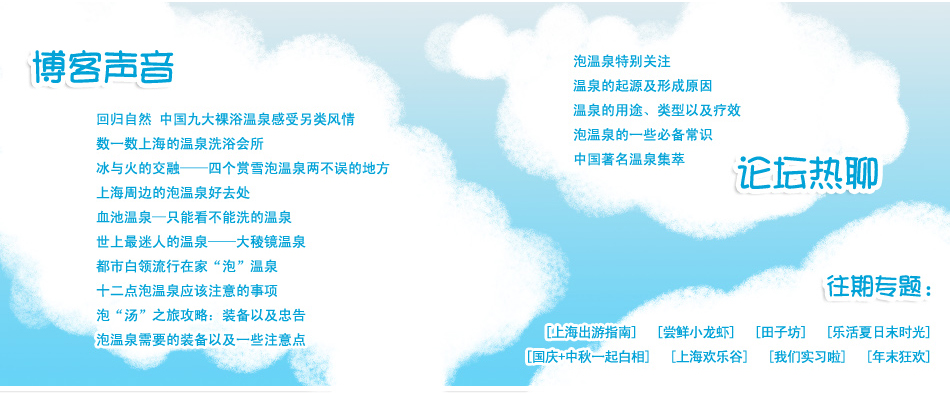 博客声音
回归自然 中国九大裸浴温泉感受另类风情
数一数上海的温泉洗浴会所
冰与火的交融——四个赏雪泡温泉两不误的地方
上海周边的泡温泉好去处
血池温泉—只能看不能洗的温泉
世上最迷人的温泉——大稜镜温泉
都市白领流行在家“泡”温泉
十二点泡温泉应该注意的事项
泡“汤”之旅攻略：装备以及忠告
泡温泉需要的装备以及一些注意点
泡温泉特别关注
温泉的起源及形成原因
温泉的用途、类型以及疗效
泡温泉的一些必备常识
中国著名温泉集萃
论坛热聊
往期专题：
[上海出游指南] [尝鲜小龙虾] [田子坊] [乐活夏日末时光]
[国庆+中秋一起白相] [上海欢乐谷] [我们实习啦] [年末狂欢]